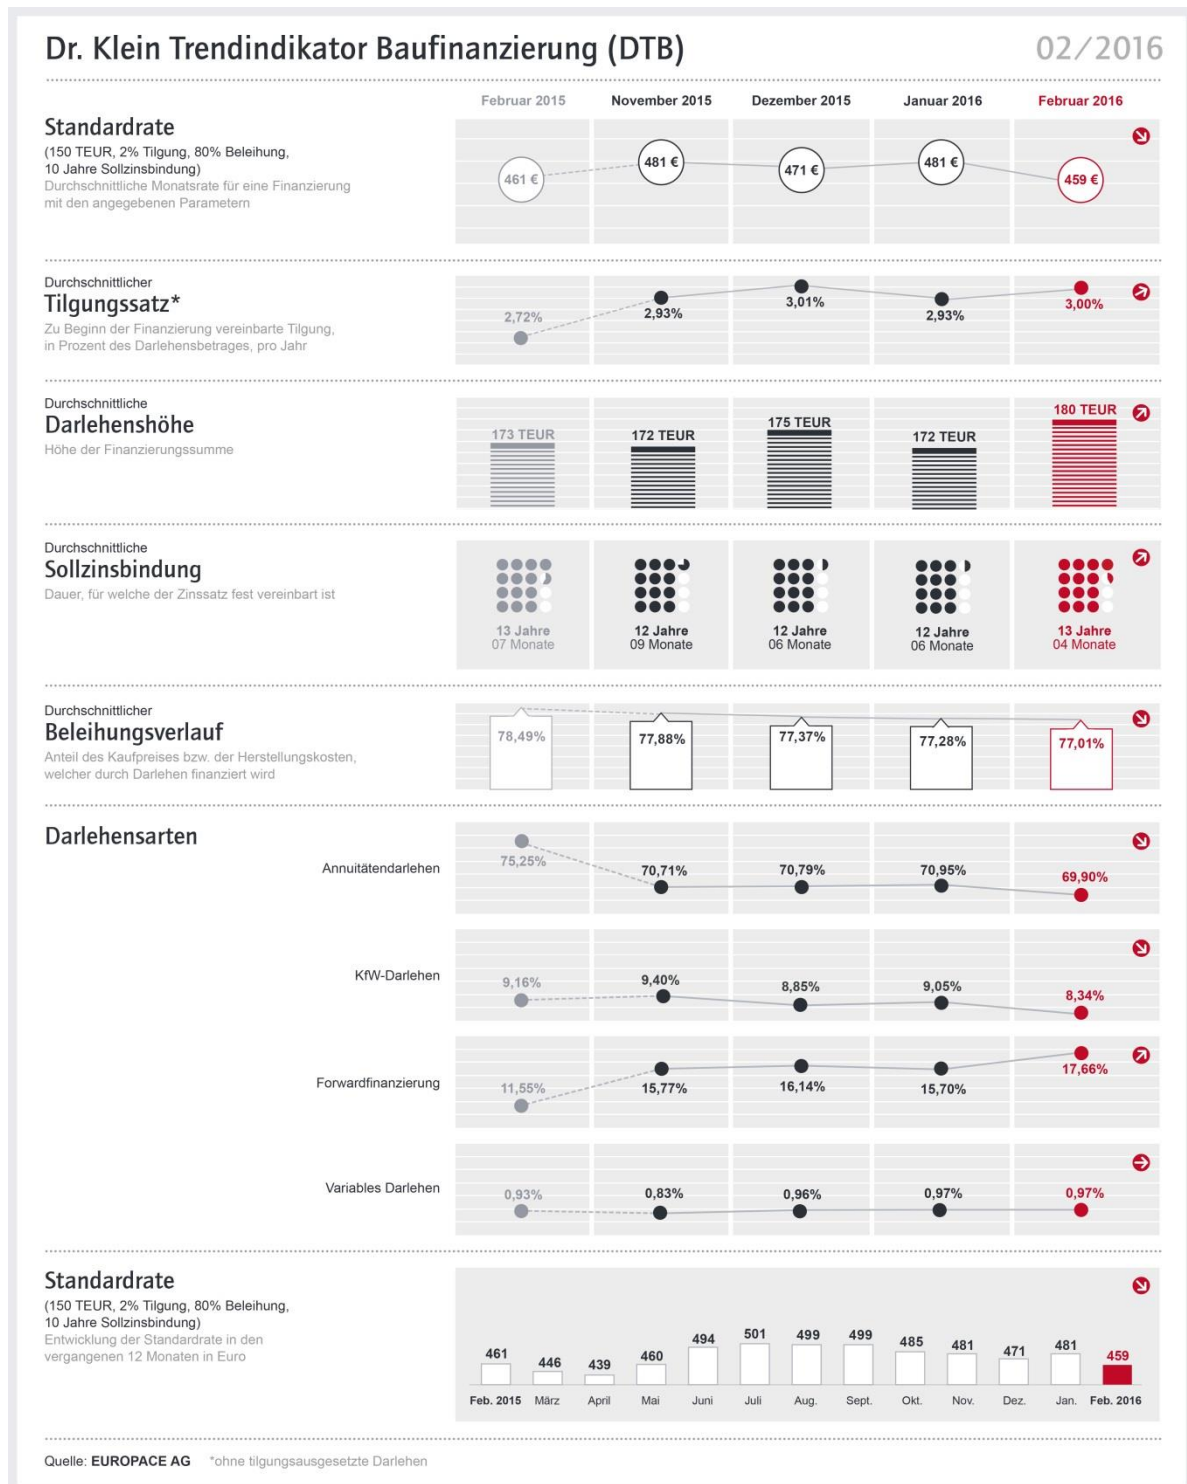 Dr. Klein Trendindikator Baufinanzierung (DTB)
02/2016
Februar 2015
November 2015
Dezember 2015
Januar 2016
Februar 2016
Standardrate
(150 TEUR, 2% Tilgung, 80% Beleihung,
10 Jahre Sollzinsbindung)
Durchschnittliche Monatsrate für eine Finanzierung
mit den angegebenen Parametern
461 €
481 €
471 €
481 €
459 €
Durchschnittlicher
Tilgungssatz*
Zu Beginn der Finanzierung vereinbarte Tilgung,
in Prozent des Darlehensbetrages, pro Jahr
2,72%
2,93%
3,01%
2,93%
3,00%
Durchschnittliche
Darlehenshöhe
Höhe der Finanzierungssumme
173 TEUR
172 TEUR
175 TEUR
172 TEUR
180 TEUR
Durchschnittliche
Sollzinsbindung
Dauer, für welche der Zinssatz fest vereinbart ist
13 Jahre
07 Monate
12 Jahre
09 Monate
12 Jahre
06 Monate
12 Jahre
06 Monate
13 Jahre
04 Monate
Durchschnittlicher
Beleihungsverlauf
Anteil des Kaufpreises bzw. der Herstellungskosten,
welcher durch Darlehen finanziert wird
78,49%
77,88%
77,37%
77,28%
77,01%
Darlehensarten
Annuitätendarlehen
75,25%
70,71%
70,79%
70,95%
69,90%
KfW-Darlehen
9,16%
9,40%
8,85%
9,05%
8,34%
Forwardfinanzierung
11,55%
15,77%
16,14%
15,70%
17,66%
Variables Darlehen
0,93%
0,83%
0,96%
0,97%
0,97%
Standardrate
(150 TEUR, 2% Tilgung, 80% Beleihung,
10 Jahre Sollzinsbindung)
Entwicklung der Standardrate in den
vergangenen 12 Monaten in Euro
461
446
439
460
494
501
499
499
485
481
471
481
459
Feb. 2015
März
April
Mai
Juni
Juli
Aug.
Sept.
Okt.
Nov.
Dez.
Jan.
Feb. 2016
Quelle: EUROPACE AG *ohne tilgungsausgesetzte Darlehen